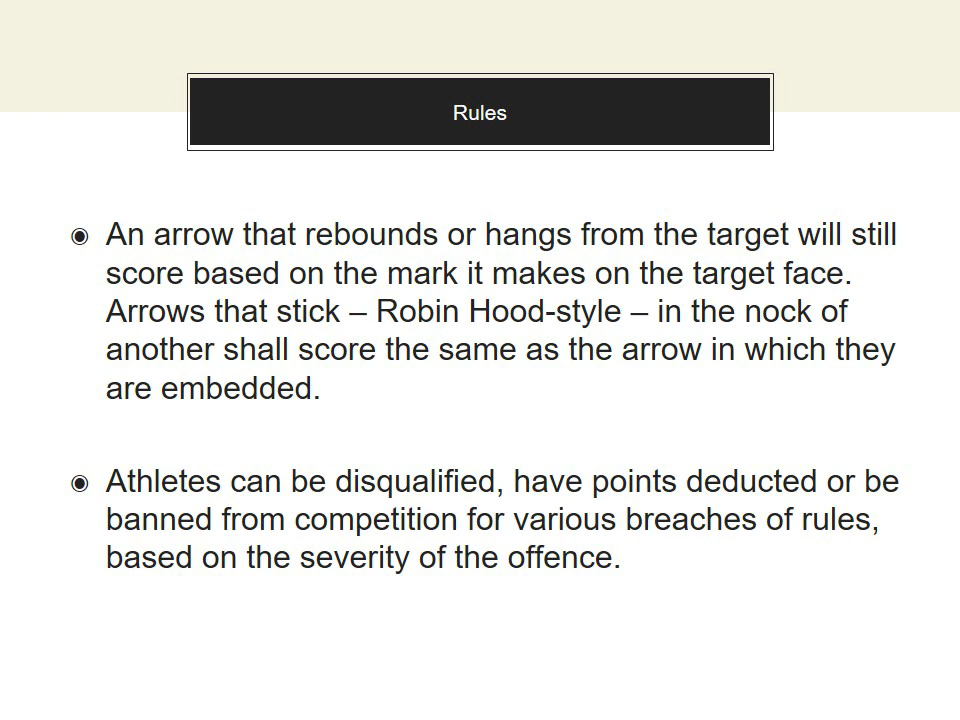 Rules
An arrow that rebounds or hangs from the target will still
score based on the mark it makes on the target face.
Arrows that stick – Robin Hood-style – in the nock of
another shall score the same as the arrow in which they
are embedded.
Athletes can be disqualified, have points deducted or be
banned from competition for various breaches of rules,
based on the severity of the offence.